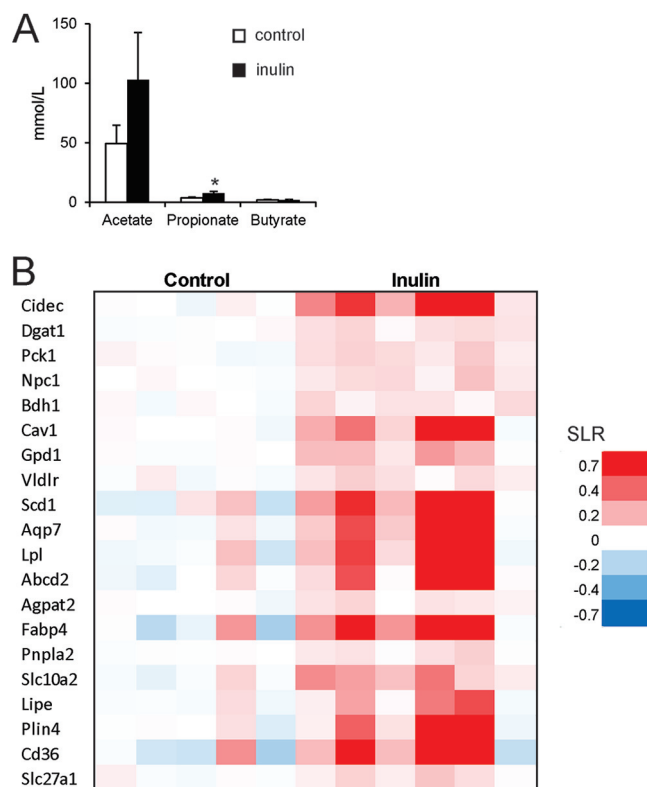 A
150
100
50
0
mmol/L
control
inulin
*
Acetate Propionate Butyrate
B
Control Inulin
Cidec
Dgat1
Pck1
Npc1
Bdh1
Cav1
Gpd1
Vldlr
Scd1
Aqp7
Lpl
Abcd2
Agpat2
Fabp4
Pnpla2
Slc10a2
Lipe
Plin4
Cd36
Slc27a1
SLR
0.7
0.4
0.2
0
-0.2
-0.4
-0.7